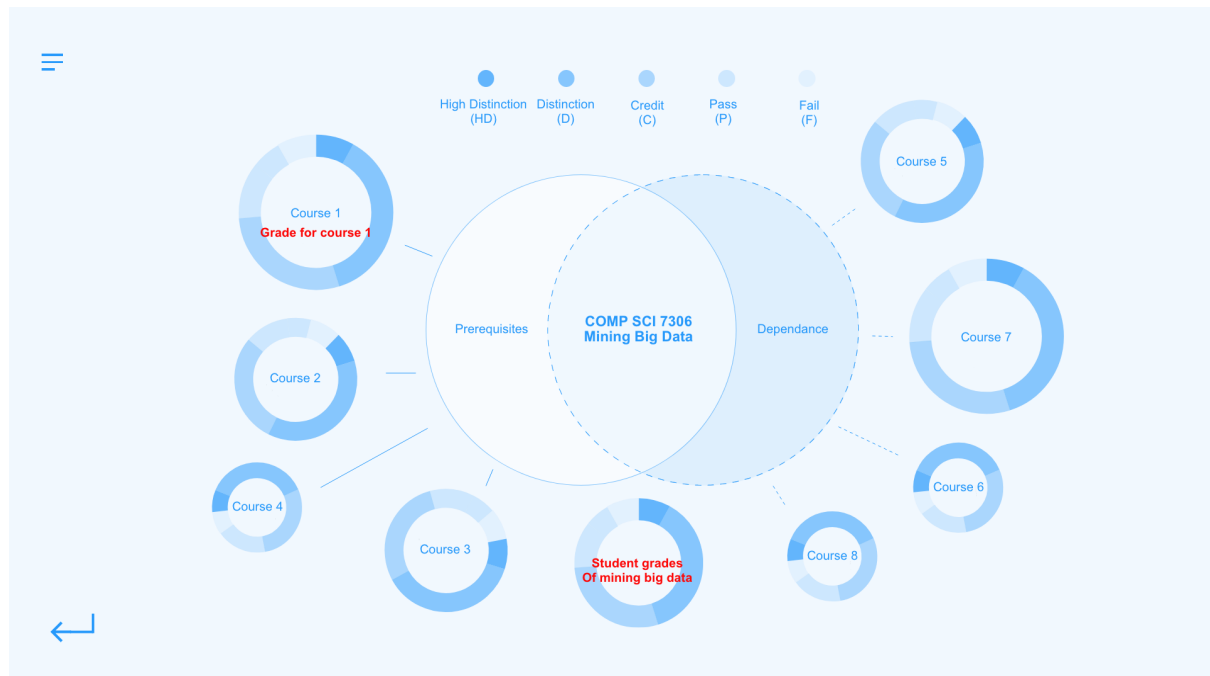 High Distinction
(HD)
Distinction
(D)
Credit
(C)
Pass
(P)
Fail
(F)
Course 1
Grade for course 1
Course 2
Course 4
Course 3
Prerequisites
COMP SCI 7306
Mining Big Data
Dependance
Student grades
Of mining big data
Course 5
Course 7
Course 6
Course 8